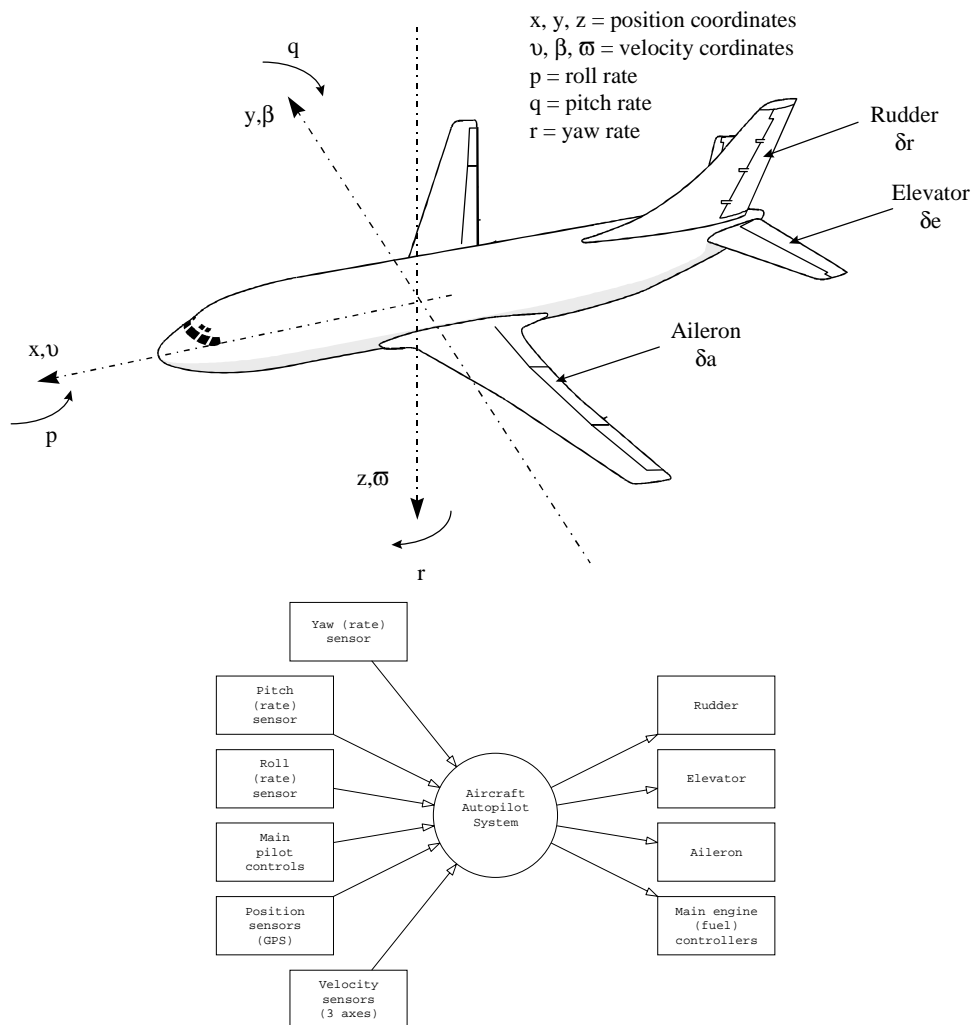 x, y, z = position coordinates
υ, β, ϖ = velocity cordinates
p = roll rate
q = pitch rate
r = yaw rate
q
y,β
Rudder
δr
Elevator
δe
Aileron
δa
x,υ
p
z,ϖ
r
Yaw (rate)
sensor
Pitch
(rate)
sensor
Roll
(rate)
sensor
Main
pilot
controls
Position
sensors
(GPS)
Velocity
sensors
(3 axes)
Aircraft
Autopilot
System
Rudder
Elevator
Aileron
Main engine
(fuel)
controllers